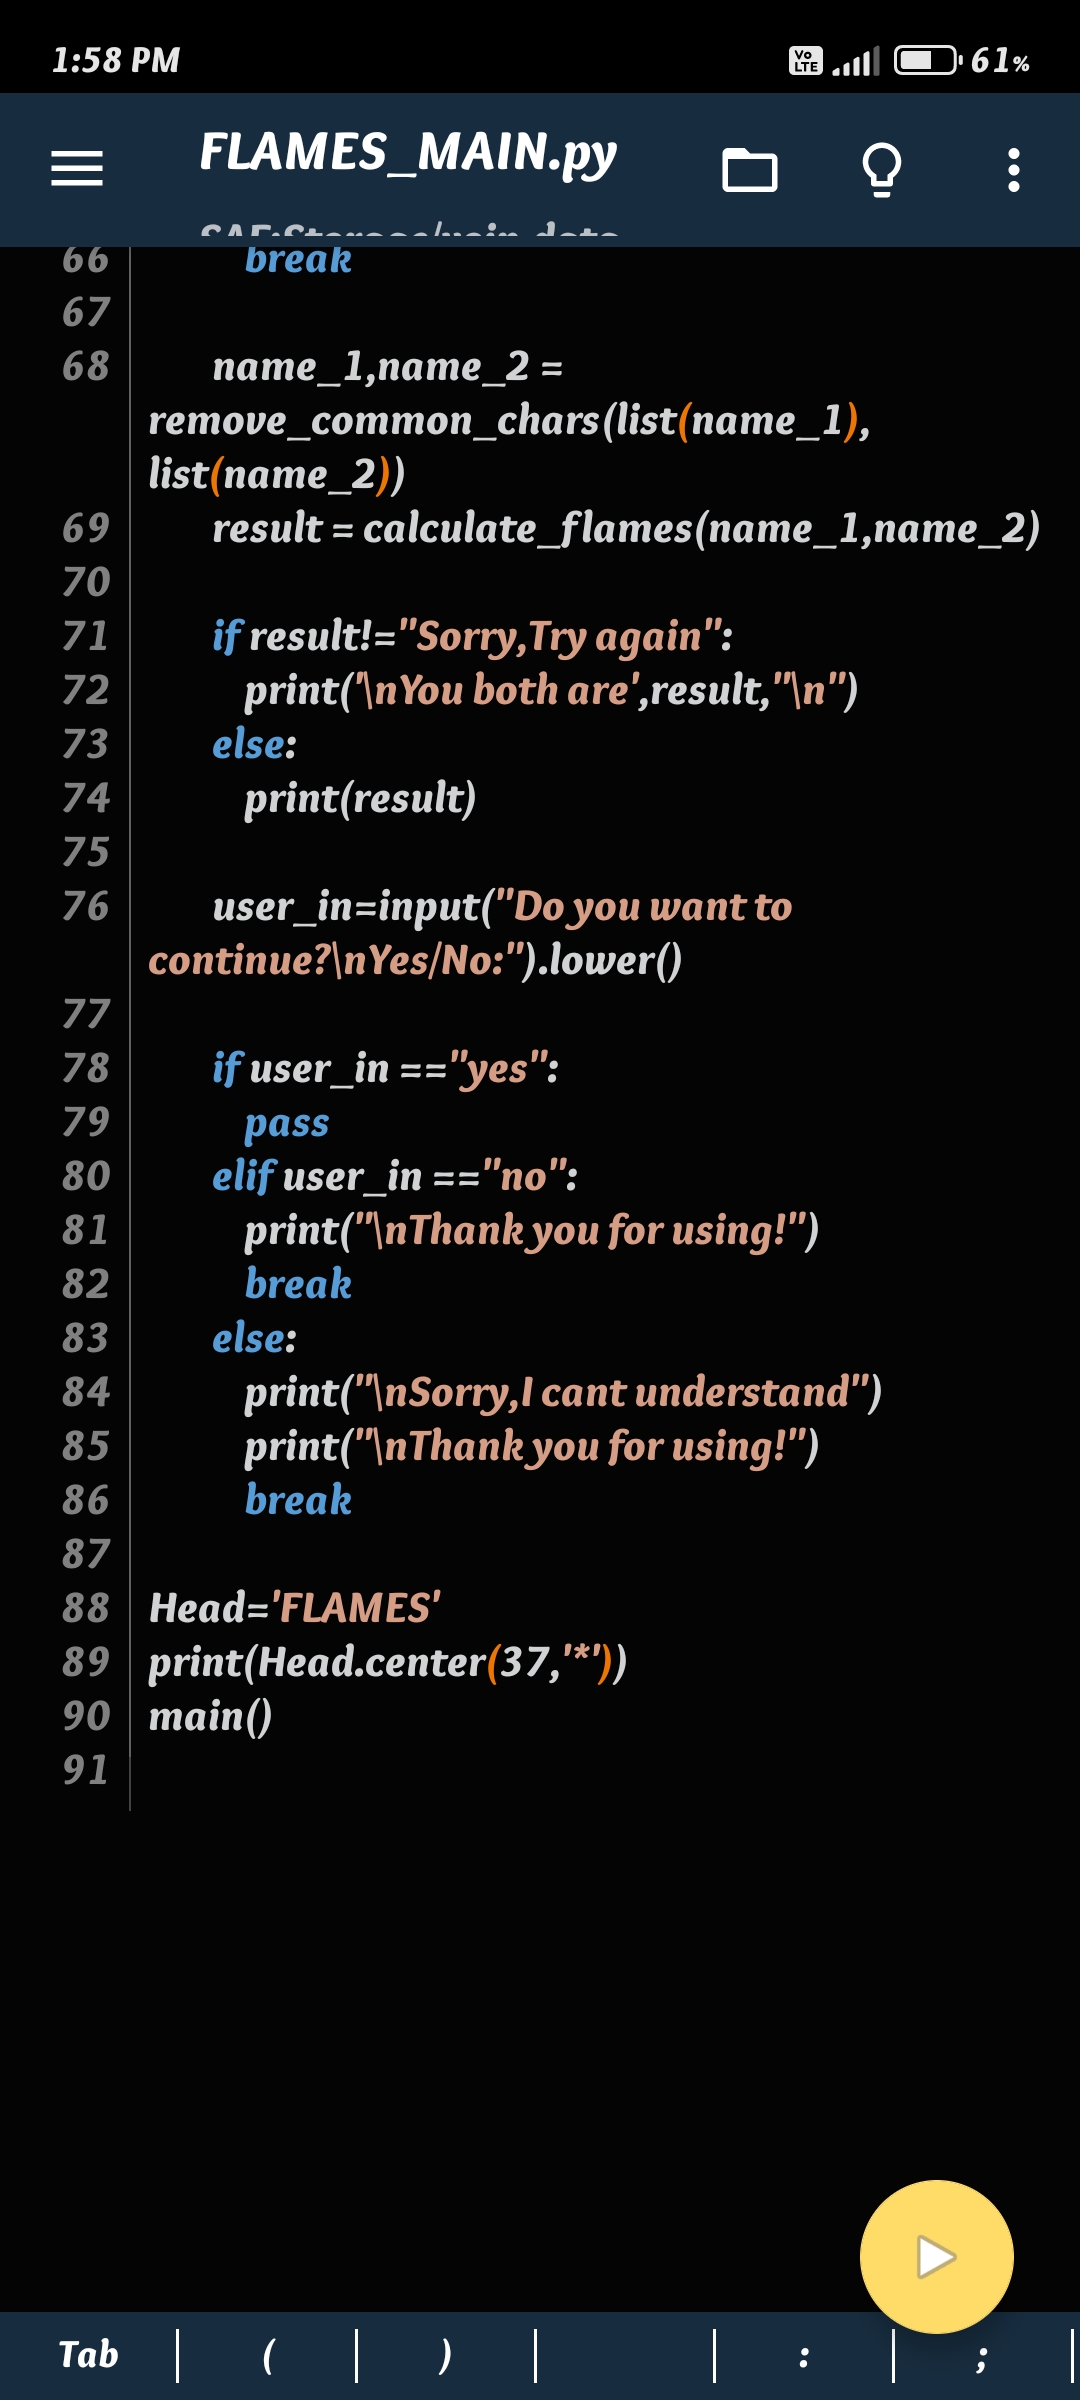 1:58 PM Vo LTE 61%
FLAMES_MAIN.py
66 break
67
68 name_1,name_2 =
remove_common_chars(list(name_1),
list(name_2))
69 result = calculate_flames(name_1,name_2)
70
71 if result!="Sorry,Try again":
72 print('\nYou both are',result,"\n")
73 else:
74 print(result)
75
76 user_in=input("Do you want to
continue?\nYes/No:").lower()
77
78 if user_in =="yes":
79 pass
80 elif user_in =="no":
81 print("\nThank you for using!")
82 break
83 else:
84 print("\nSorry,I cant understand")
85 print("\nThank you for using!")
86 break
87
88 Head='FLAMES'
89 print(Head.center(37,'*'))
90 main()
91
Tab ( ) : ;